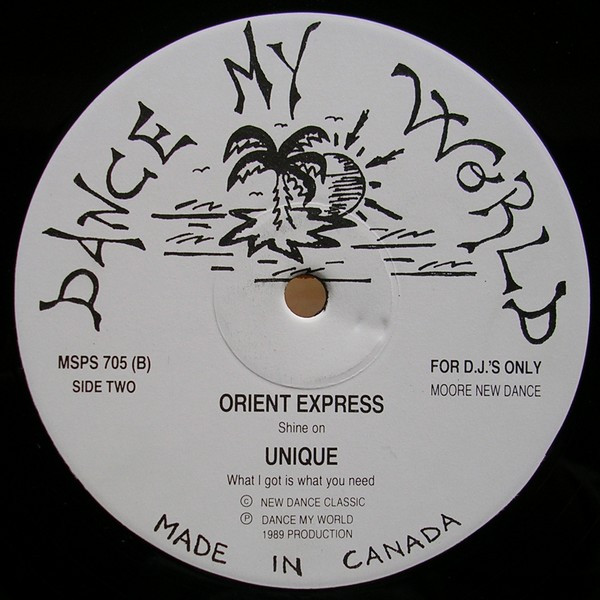 DANCE MY WORLD
MSPS 705 (B)
SIDE TWO
FOR D.J.'S ONLY
MOORE NEW DANCE
ORIENT EXPRESS
Shine on
UNIQUE
What I got is what you need
© NEW DANCE CLASSIC
℗ DANCE MY WORLD
1989 PRODUCTION
MADE IN CANADA